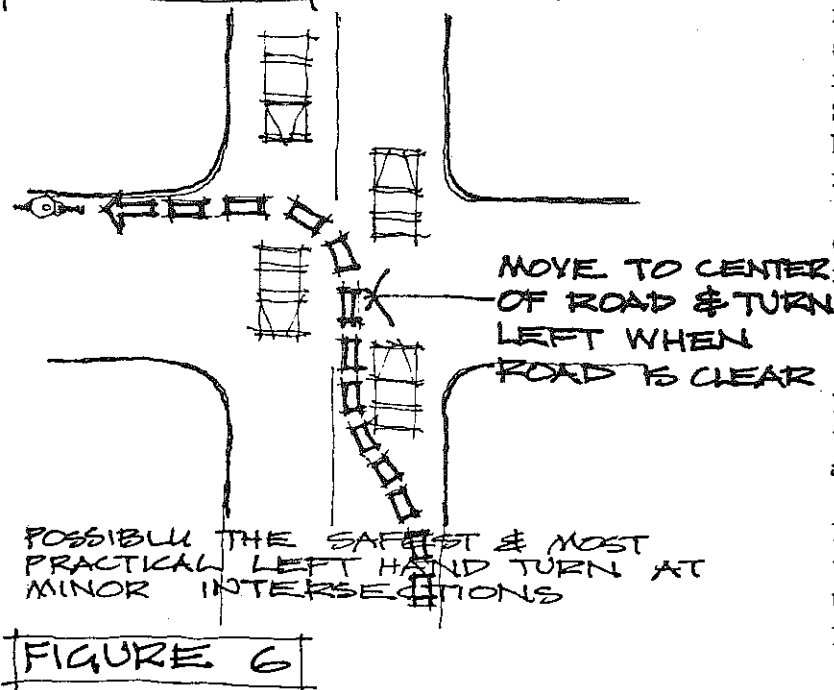 MOVE TO CENTER
OF ROAD & TURN
LEFT WHEN
ROAD IS CLEAR
POSSIBLY THE SAFEST & MOST
PRACTICAL LEFT HAND TURN AT
MINOR INTERSECTIONS
FIGURE 6